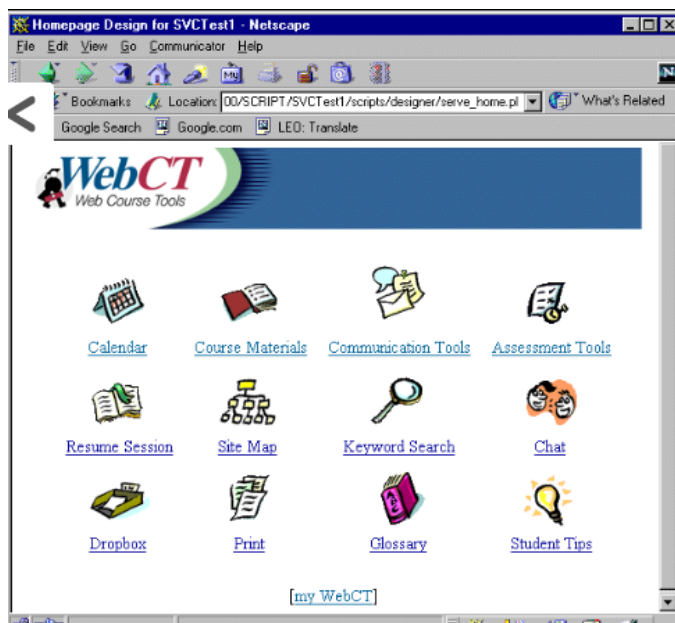 Homepage Design for SVCTest1 - Netscape
File Edit View Go Communicator Help
My
N
Bookmarks Location: 00/SCRIPT/SVCTest1/scripts/designer/serve_home.pl What's Related
Google Search Google.com LEO: Translate
WebCT
Web Course Tools
Calendar Course Materials Communication Tools Assessment Tools
Resume Session Site Map Keyword Search Chat
Dropbox Print Glossary Student Tips
[my WebCT]